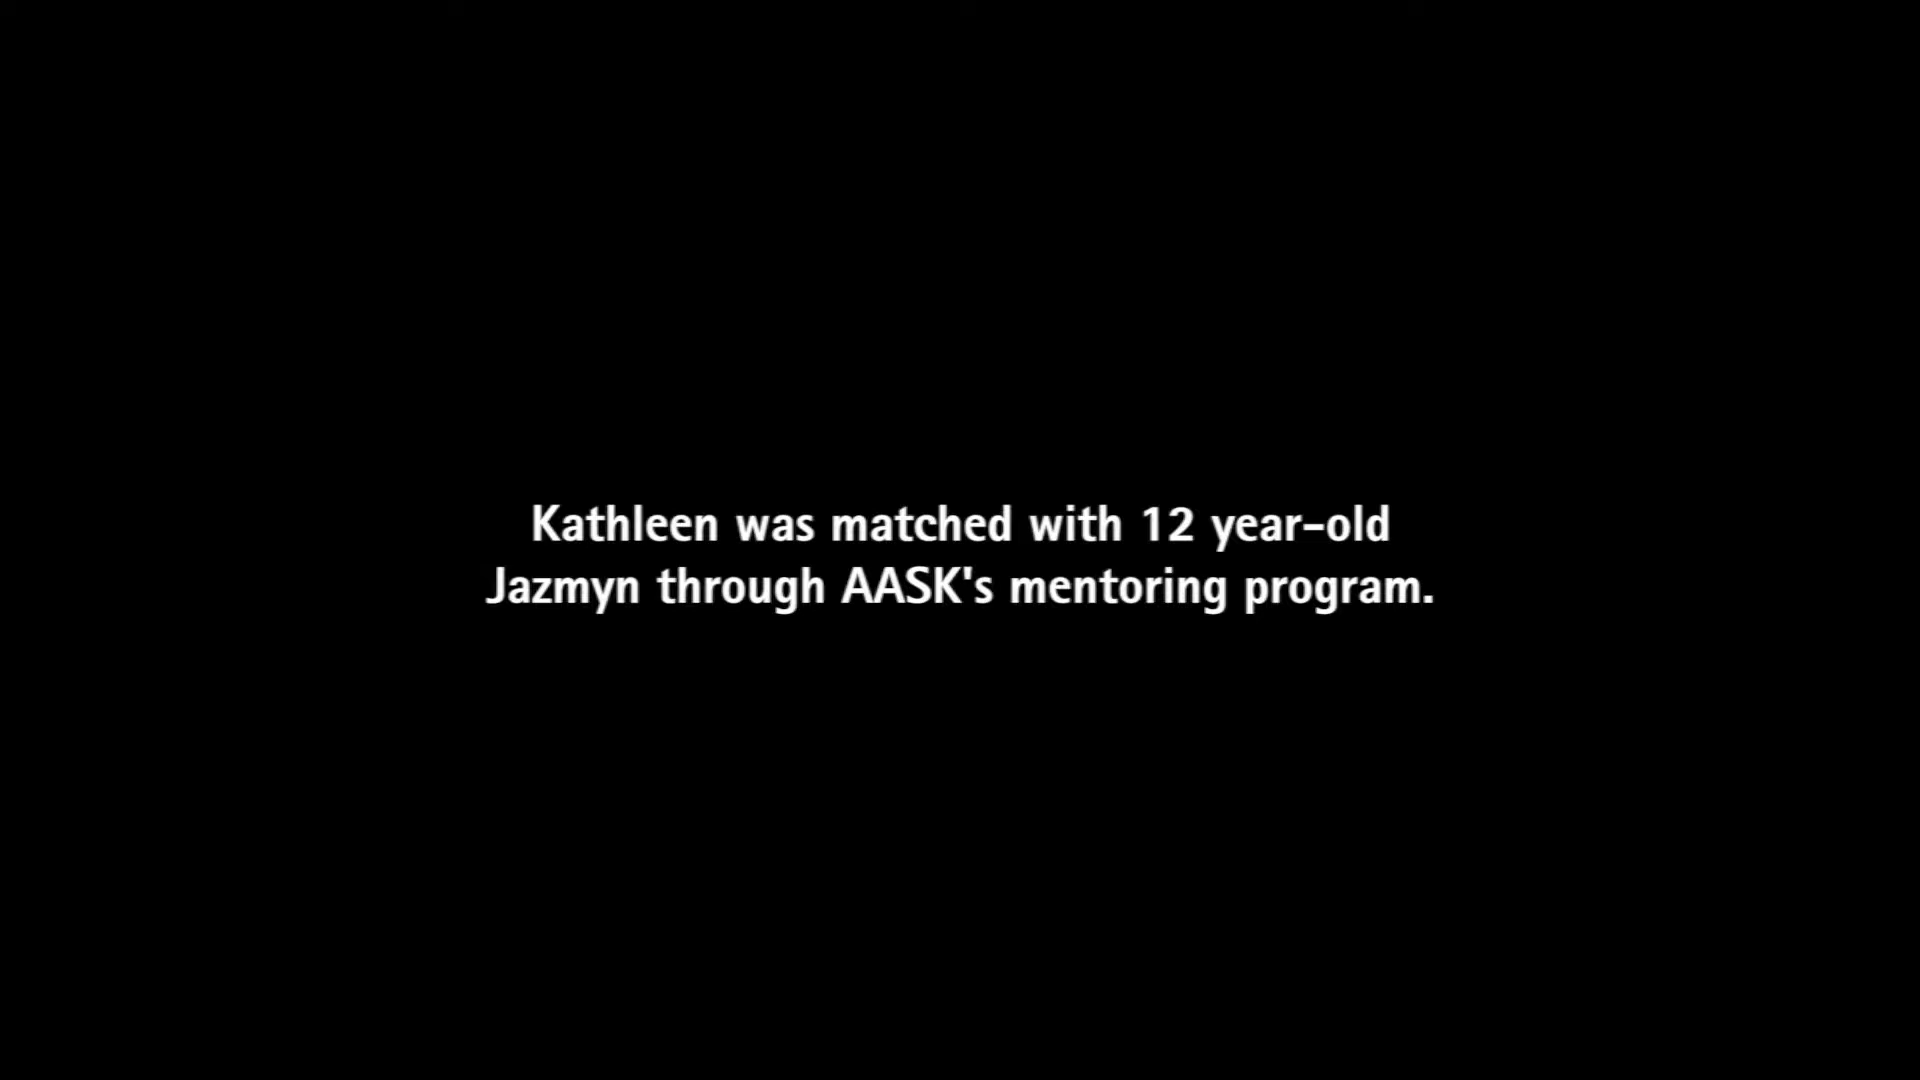 Kathleen was matched with 12 year-old
Jazmyn through AASK's mentoring program.